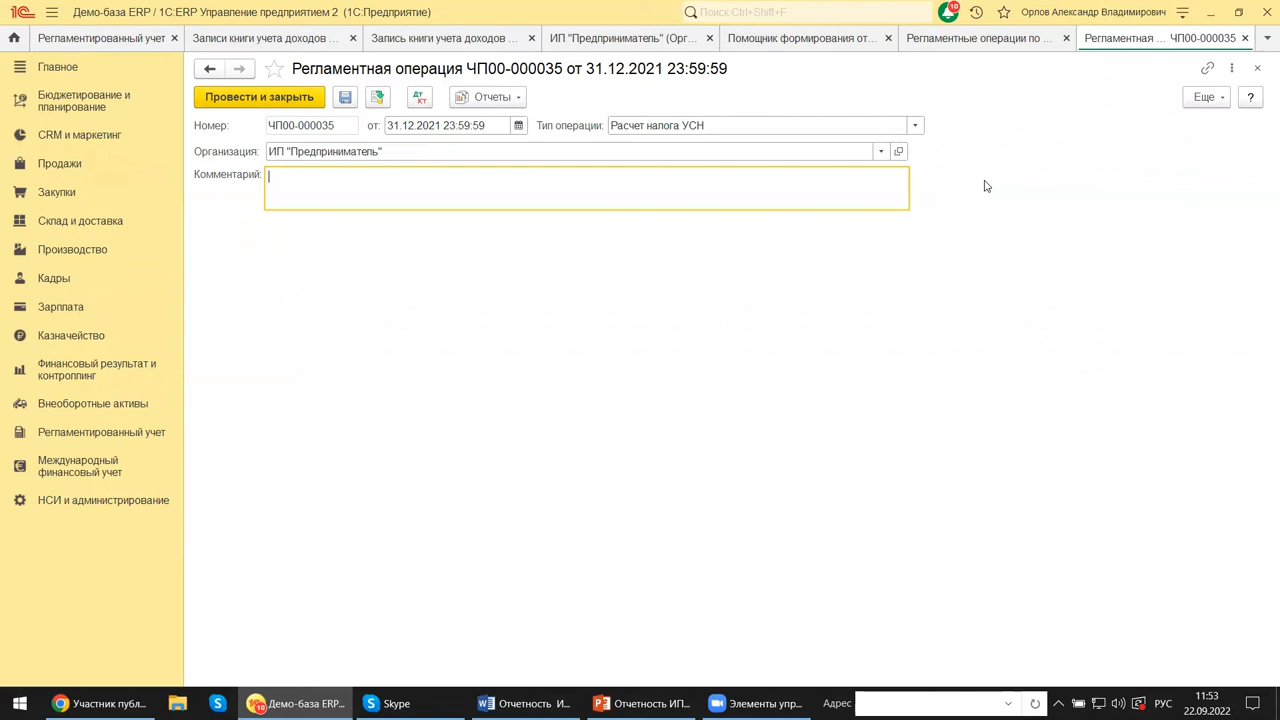 Демо-база ERP / 1С:ERP Управление предприятием 2 (1С:Предприятие)
Поиск Ctrl+Shift+F
10
Орлов Александр Владимирович
Регламентированный учет
Записи книги учета доходов ...
Запись книги учета доходов ...
ИП "Предприниматель" (Орг...
Помощник формирования от...
Регламентные операции по ...
Регламентная ... ЧП00-000035
Главное
Бюджетирование и
планирование
CRM и маркетинг
Продажи
Закупки
Склад и доставка
Производство
Кадры
Зарплата
Казначейство
Финансовый результат и
контроллинг
Внеоборотные активы
Регламентированный учет
Международный
финансовый учет
НСИ и администрирование
Регламентная операция ЧП00-000035 от 31.12.2021 23:59:59
Провести и закрыть
Дт
Кт
Отчеты
Еще
?
Номер:
ЧП00-000035
от:
31.12.2021 23:59:59
Тип операции:
Расчет налога УСН
Организация:
ИП "Предприниматель"
Комментарий:
Участник публ...
10
Демо-база ERP...
Skype
Отчетность И...
Отчетность ИП...
Элементы упр...
Адрес
РУС
11:53
22.09.2022